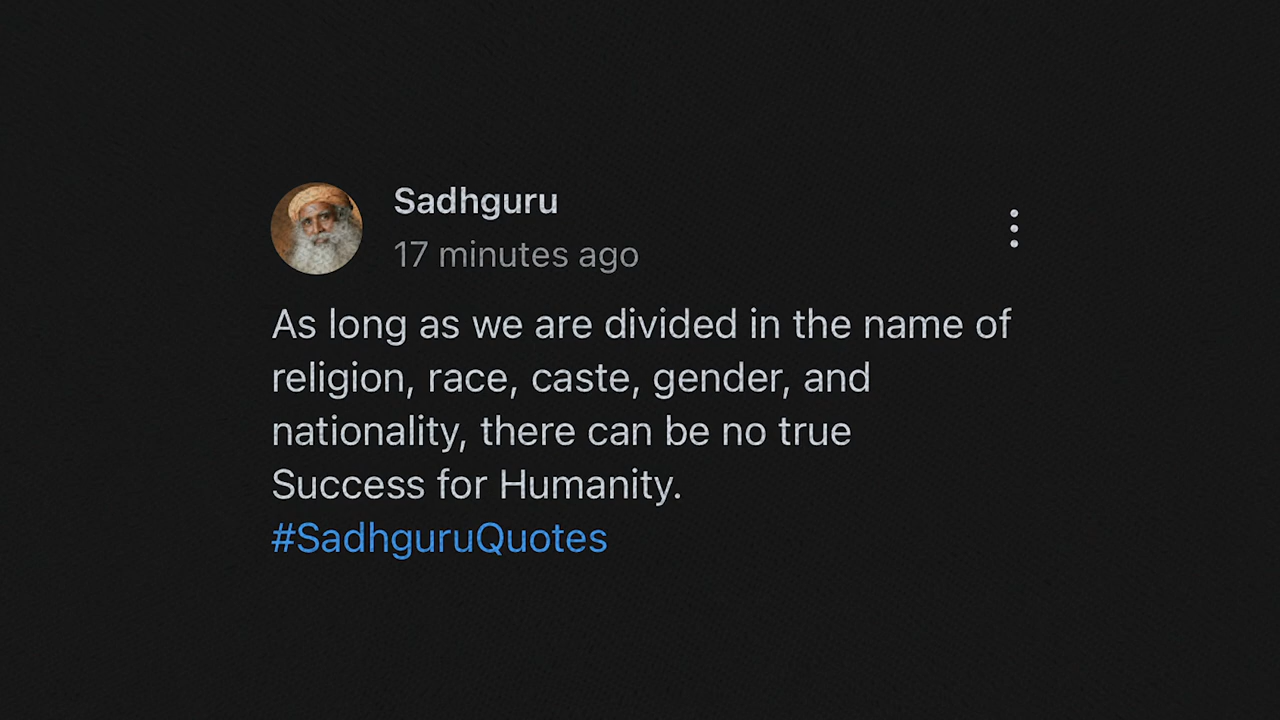 Sadhguru
17 minutes ago
As long as we are divided in the name of
religion, race, caste, gender, and
nationality, there can be no true
Success for Humanity.
#SadhguruQuotes